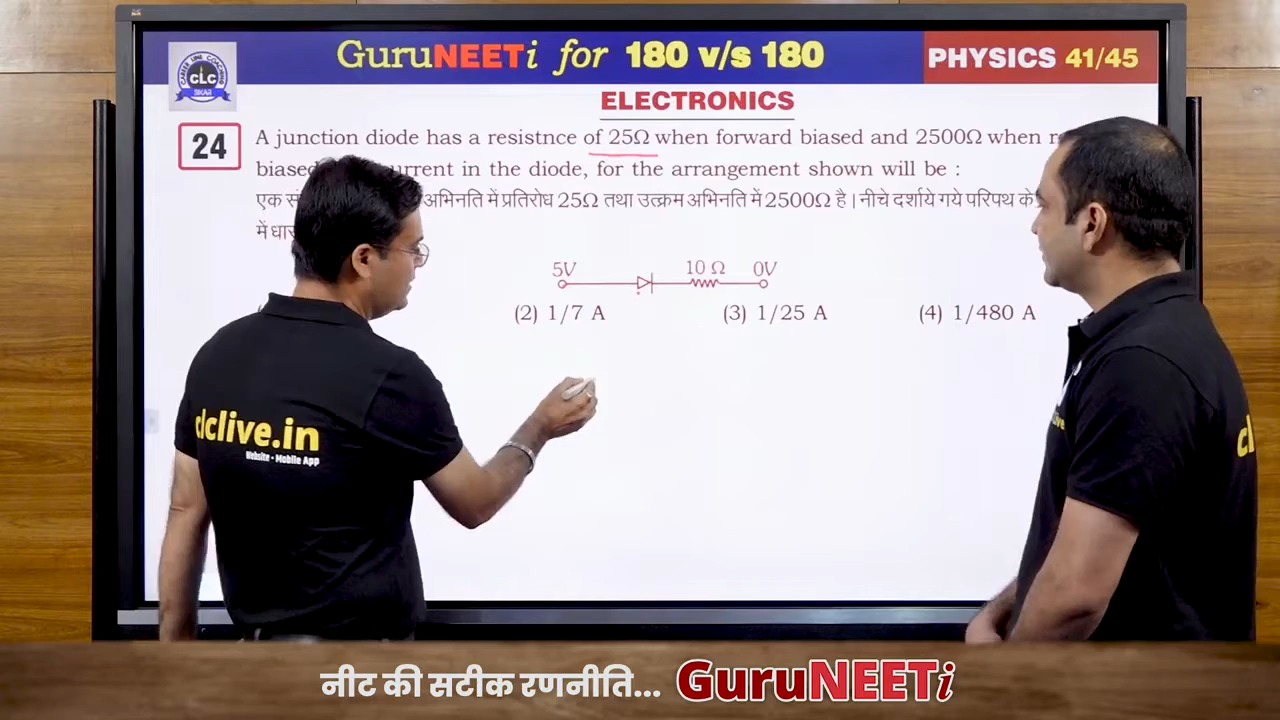 GuruNEETi for 180 v/s 180
PHYSICS 41/45
CLC
SIKAR
ELECTRONICS
24
A junction diode has a resistnce of 25Ω when forward biased and 2500Ω when
biased
urrent in the diode, for the arrangement shown will be :
एक
अभिनति में प्रतिरोध 25Ω तथा उत्क्रम अभिनति में 2500Ω है। नीचे दर्शाये गये परिपथ के
में
5V
10 Ω
0V
(2) 1/7 A
(3) 1/25 A
(4) 1/480 A
clclive.in
Website - Mobile App
नीट की सटीक रणनीति... GuruNEETi